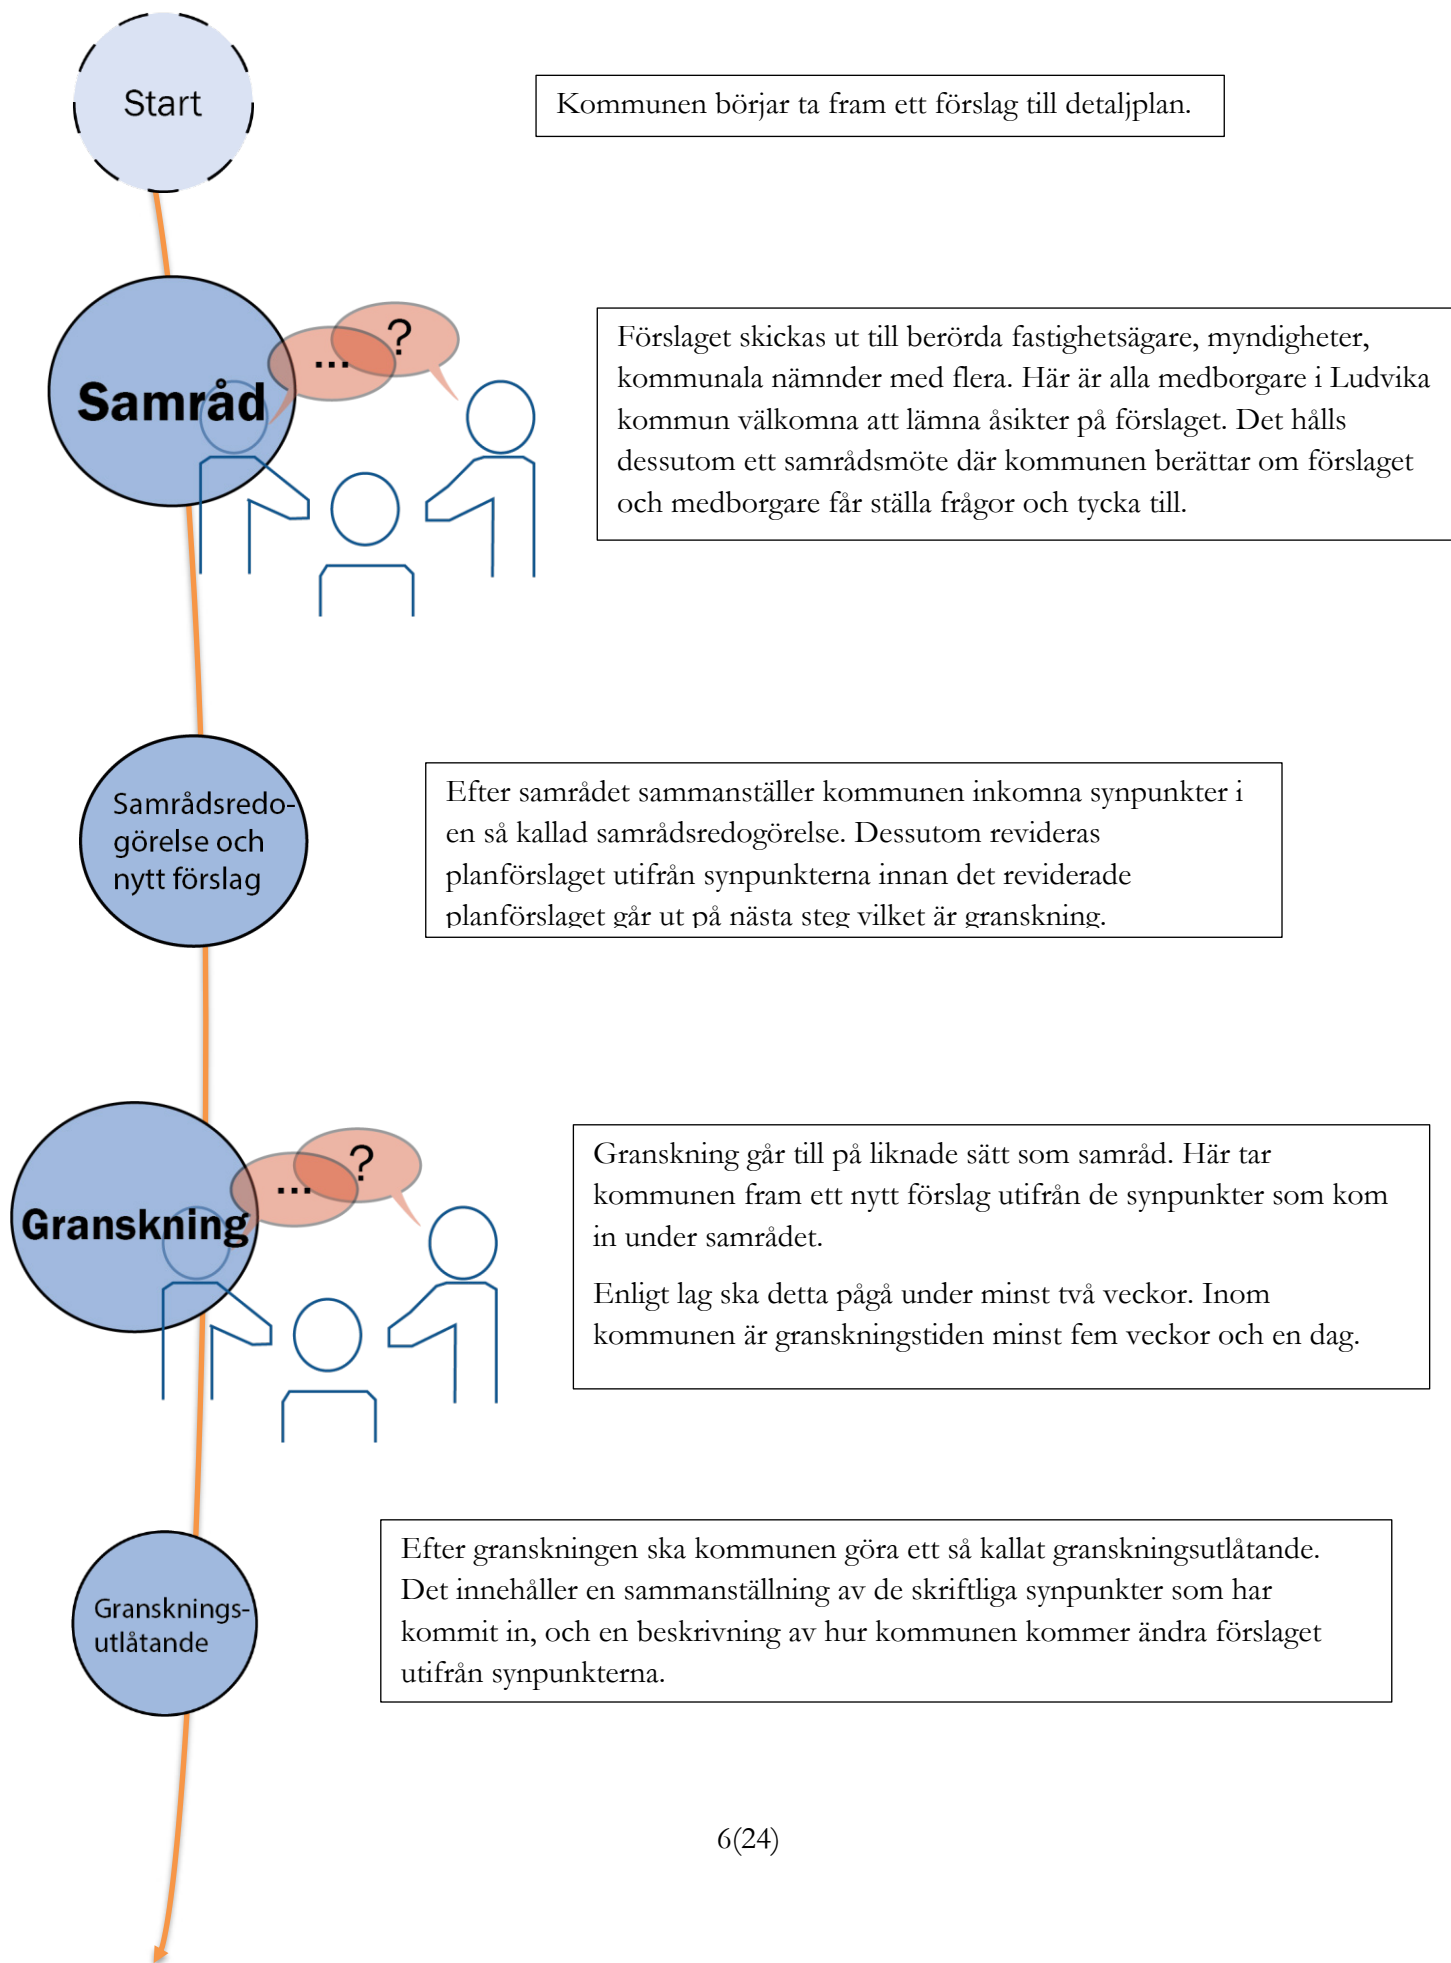 Start
Kommunen börjar ta fram ett förslag till detaljplan.
Samråd
...
?
Förslaget skickas ut till berörda fastighetsägare, myndigheter,
kommunala nämnder med flera. Här är alla medborgare i Ludvika
kommun välkomna att lämna åsikter på förslaget. Det hålls
dessutom ett samrådsmöte där kommunen berättar om förslaget
och medborgare får ställa frågor och tycka till.
Samrådsredo-
görelse och
nytt förslag
Efter samrådet sammanställer kommunen inkomna synpunkter i
en så kallad samrådsredogörelse. Dessutom revideras
planförslaget utifrån synpunkterna innan det reviderade
planförslaget går ut på nästa steg vilket är granskning.
Granskning
...
?
Granskning går till på liknade sätt som samråd. Här tar
kommunen fram ett nytt förslag utifrån de synpunkter som kom
in under samrådet.
Enligt lag ska detta pågå under minst två veckor. Inom
kommunen är granskningstiden minst fem veckor och en dag.
Gransknings-
utlåtande
Efter granskningen ska kommunen göra ett så kallat granskningsutlåtande.
Det innehåller en sammanställning av de skriftliga synpunkter som har
kommit in, och en beskrivning av hur kommunen kommer ändra förslaget
utifrån synpunkterna.
6(24)